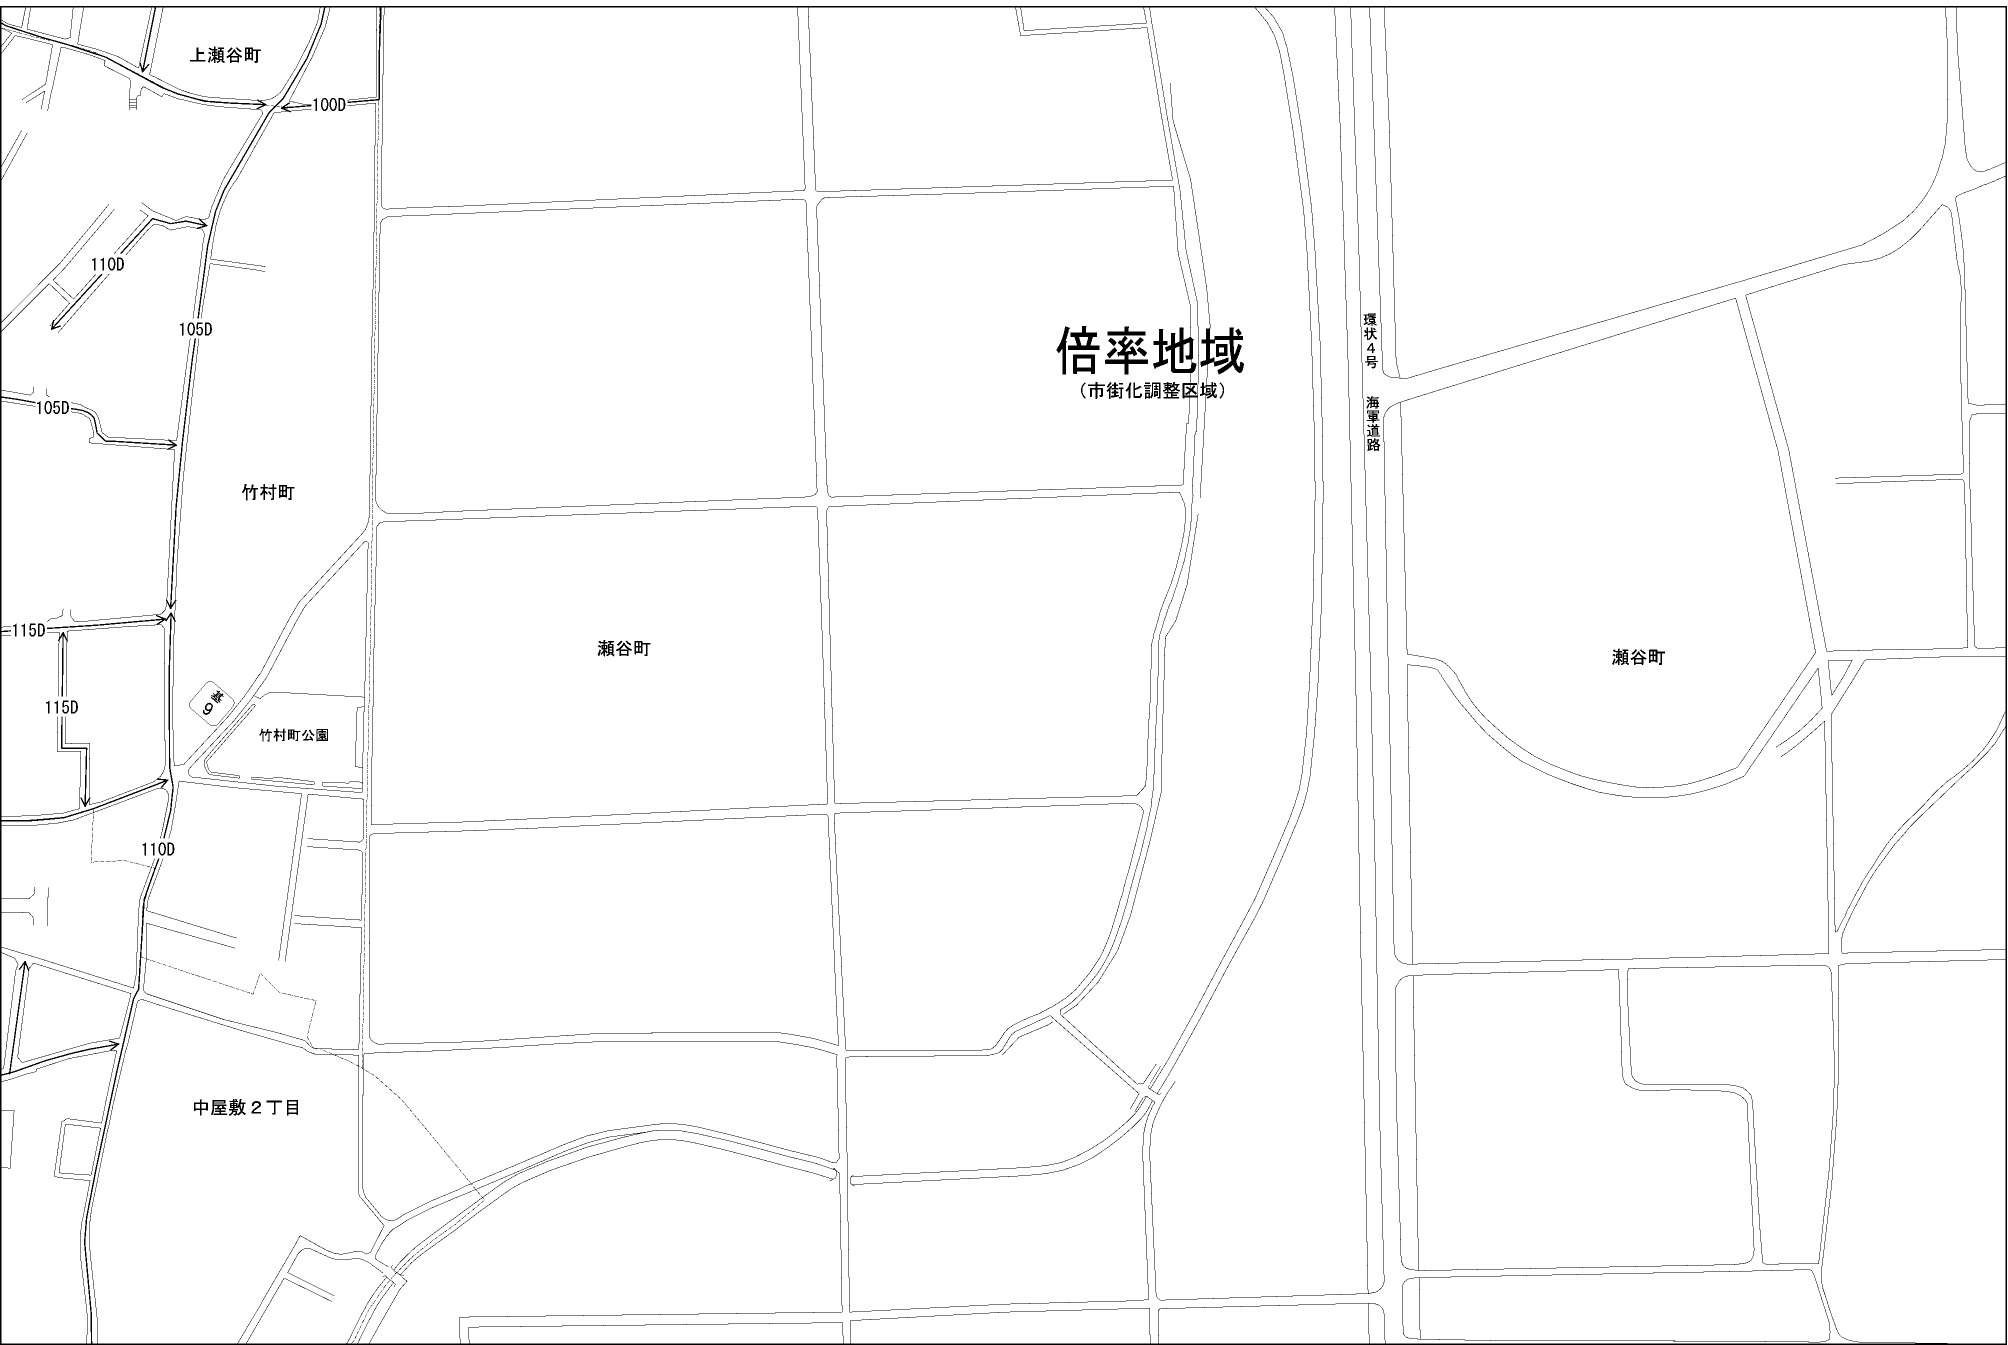 上瀬谷町
100D
110D
105D
倍率地域
（市街化調整区域）
環状４号
海軍道路
105D
竹村町
115D
瀬谷町
瀬谷町
115D
基
9
竹村町公園
110D
中屋敷２丁目